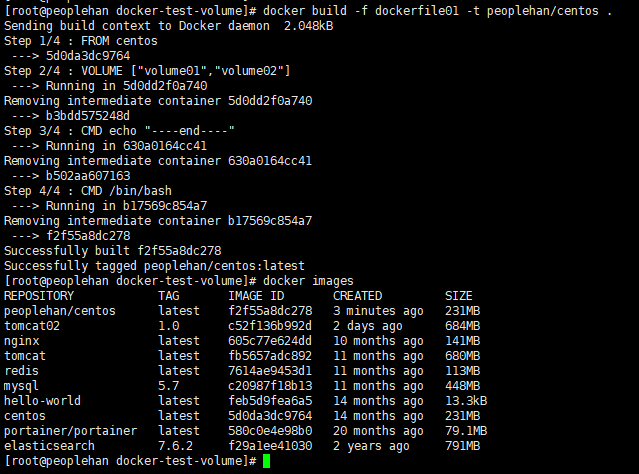 [root@peoplehan docker-test-volume]# docker build -f dockerfile01 -t peoplehan/centos .
Sending build context to Docker daemon  2.048kB
Step 1/4 : FROM centos
 ---> 5d0da3dc9764
Step 2/4 : VOLUME ["volume01","volume02"]
 ---> Running in 5d0dd2f0a740
Removing intermediate container 5d0dd2f0a740
 ---> b3bdd575248d
Step 3/4 : CMD echo "----end----"
 ---> Running in 630a0164cc41
Removing intermediate container 630a0164cc41
 ---> b502aa607163
Step 4/4 : CMD /bin/bash
 ---> Running in b17569c854a7
Removing intermediate container b17569c854a7
 ---> f2f55a8dc278
Successfully built f2f55a8dc278
Successfully tagged peoplehan/centos:latest
[root@peoplehan docker-test-volume]# docker images
REPOSITORY            TAG       IMAGE ID       CREATED         SIZE
peoplehan/centos      latest    f2f55a8dc278   3 minutes ago   231MB
tomcat02              1.0       c52f136b992d   2 days ago      684MB
nginx                 latest    605c77e624dd   10 months ago   141MB
tomcat                latest    fb5657adc892   11 months ago   680MB
redis                 latest    7614ae9453d1   11 months ago   113MB
mysql                 5.7       c20987f18b13   11 months ago   448MB
hello-world           latest    feb5d9fea6a5   14 months ago   13.3kB
centos                latest    5d0da3dc9764   14 months ago   231MB
portainer/portainer   latest    580c0e4e98b0   20 months ago   79.1MB
elasticsearch         7.6.2     f29a1ee41030   2 years ago     791MB
[root@peoplehan docker-test-volume]#